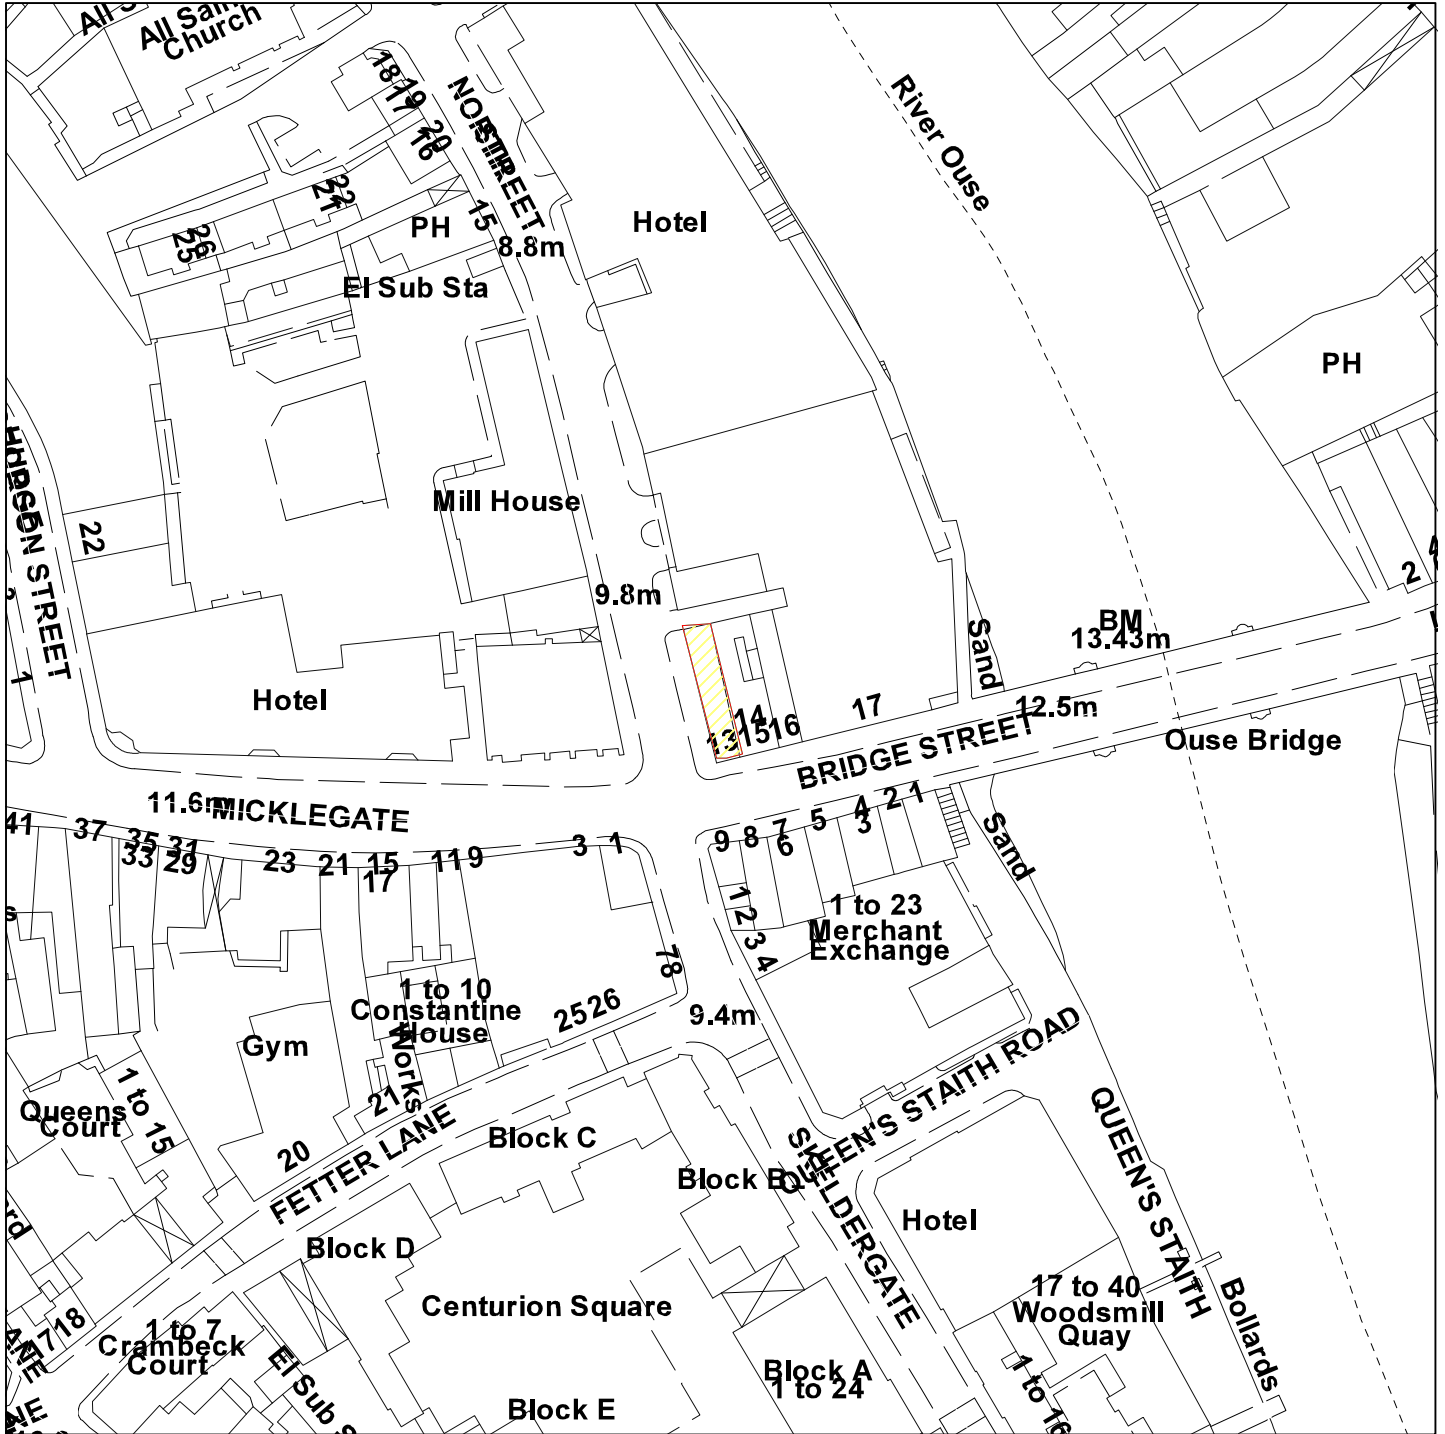 All Saints
Church
River Ouse
18
19
17
20
16
NORTH STREET
22
21
15
PH
Hotel
26
25
8.8m
El Sub Sta
PH
Mill House
22
HUDSON STREET
9.8m
2
BM
13.43m
Sand
1
Hotel
17
12.5m
14
13
15
16
BRIDGE STREET
Ouse Bridge
11.6m
MICKLEGATE
41
37
35
31
33
29
23
21
15
17
11
9
3
1
9
8
7
6
5
4
3
2
1
Sand
1
2
3
4
1 to 23
Merchant
Exchange
78
1 to 10
Constantine
House
25
26
9.4m
Gym
Works
QUEEN'S STAITH ROAD
1 to 15
Queens
Court
21
Block C
20
FETTER LANE
Block B
SKELDERGATE
QUEEN'S STAITH
Hotel
Block D
Centurion Square
17 to 40
Woodsmill
Quay
Bollards
17
18
1 to 7
Crambeck
Court
El Sub S
Block A
1 to 24
1 to 16
Block E